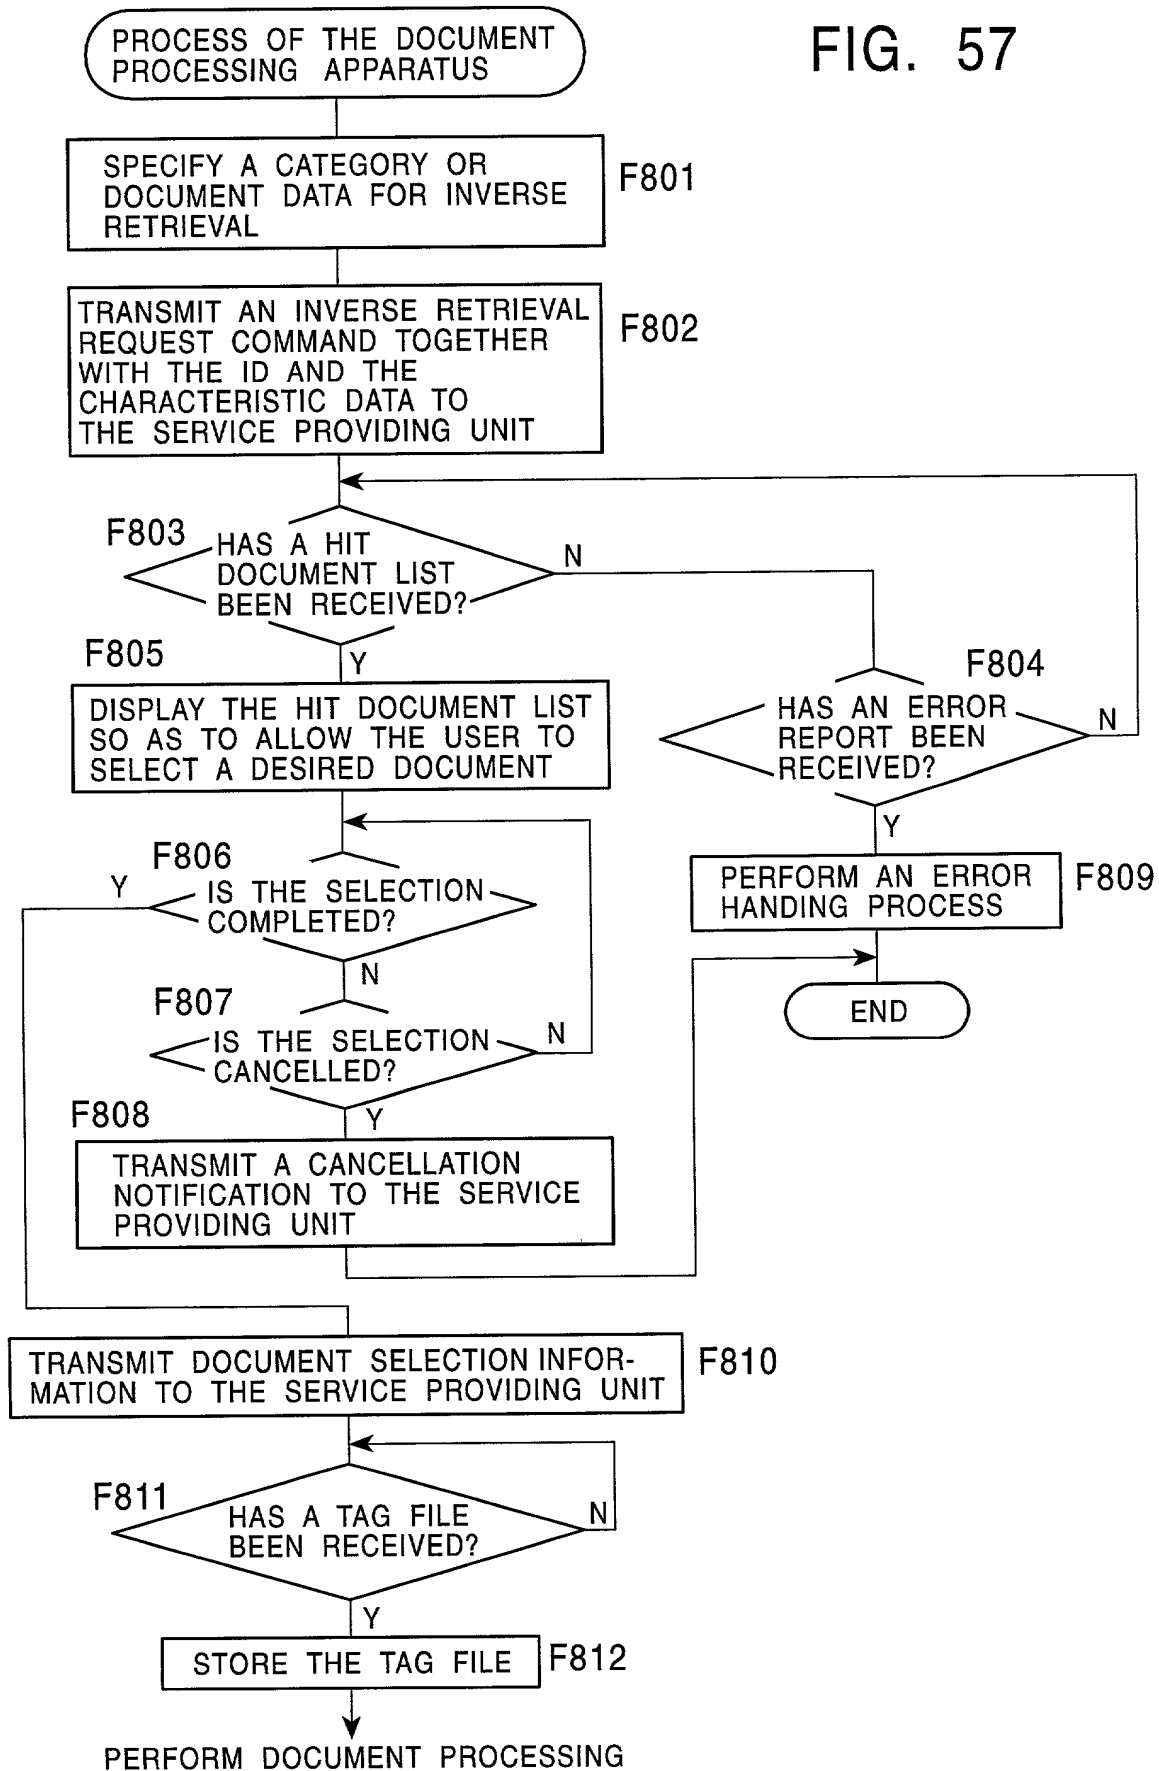 FIG. 57
PROCESS OF THE DOCUMENT
PROCESSING APPARATUS
SPECIFY A CATEGORY OR
DOCUMENT DATA FOR INVERSE
RETRIEVAL
F801
TRANSMIT AN INVERSE RETRIEVAL
REQUEST COMMAND TOGETHER
WITH THE ID AND THE
CHARACTERISTIC DATA TO
THE SERVICE PROVIDING UNIT
F802
F803
HAS A HIT
DOCUMENT LIST
BEEN RECEIVED?
N
Y
F804
HAS AN ERROR
REPORT BEEN
RECEIVED?
N
Y
F805
DISPLAY THE HIT DOCUMENT LIST
SO AS TO ALLOW THE USER TO
SELECT A DESIRED DOCUMENT
F806
Y
IS THE SELECTION
COMPLETED?
N
PERFORM AN ERROR
HANDING PROCESS
F809
END
F807
IS THE SELECTION
CANCELLED?
N
Y
F808
TRANSMIT A CANCELLATION
NOTIFICATION TO THE SERVICE
PROVIDING UNIT
TRANSMIT DOCUMENT SELECTION INFOR-
MATION TO THE SERVICE PROVIDING UNIT
F810
F811
HAS A TAG FILE
BEEN RECEIVED?
N
Y
STORE THE TAG FILE
F812
PERFORM DOCUMENT PROCESSING